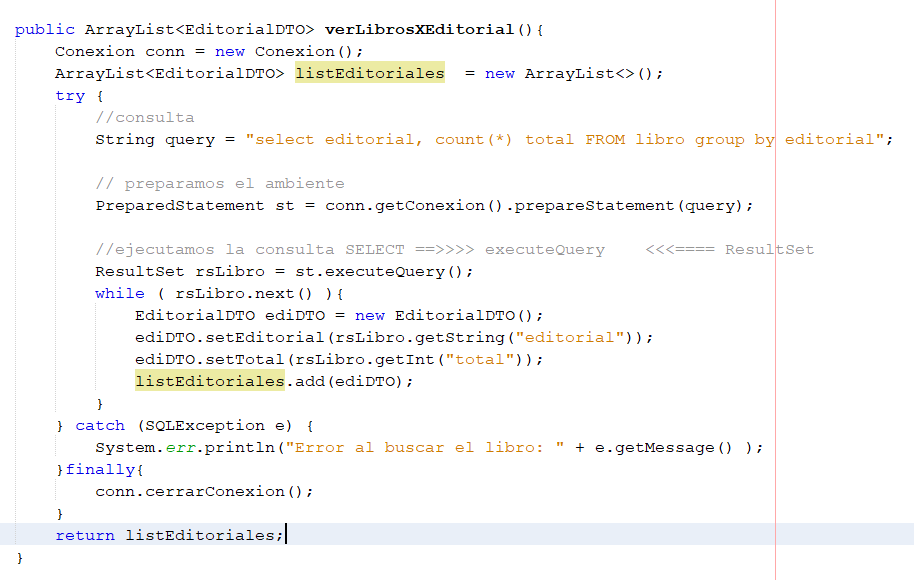 public ArrayList<EditorialDTO> verLibrosXEditorial(){
    Conexion conn = new Conexion();
    ArrayList<EditorialDTO> listEditoriales  = new ArrayList<>();
    try {
        //consulta
        String query = "select editorial, count(*) total FROM libro group by editorial";
        // preparamos el ambiente
        PreparedStatement st = conn.getConexion().prepareStatement(query);
        //ejecutamos la consulta SELECT ==>>>> executeQuery    <<<==== ResultSet
        ResultSet rsLibro = st.executeQuery();
        while ( rsLibro.next() ){
            EditorialDTO ediDTO = new EditorialDTO();
            ediDTO.setEditorial(rsLibro.getString("editorial"));
            ediDTO.setTotal(rsLibro.getInt("total"));
            listEditoriales.add(ediDTO);
        }
    } catch (SQLException e) {
        System.err.println("Error al buscar el libro: " + e.getMessage() );
    }finally{
        conn.cerrarConexion();
    }
    return listEditoriales;
}